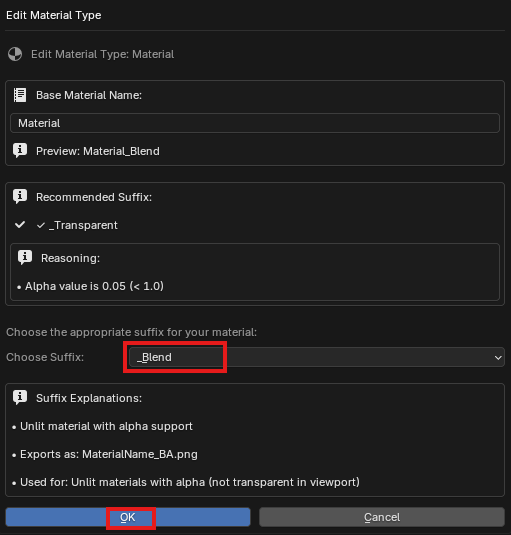 Edit Material Type
Edit Material Type: Material
Base Material Name:
Material
Preview: Material_Blend
Recommended Suffix:
✓ _Transparent
Reasoning:
• Alpha value is 0.05 (< 1.0)
Choose the appropriate suffix for your material:
Choose Suffix: _Blend
Suffix Explanations:
• Unlit material with alpha support
• Exports as: MaterialName_BA.png
• Used for: Unlit materials with alpha (not transparent in viewport)
OK Cancel